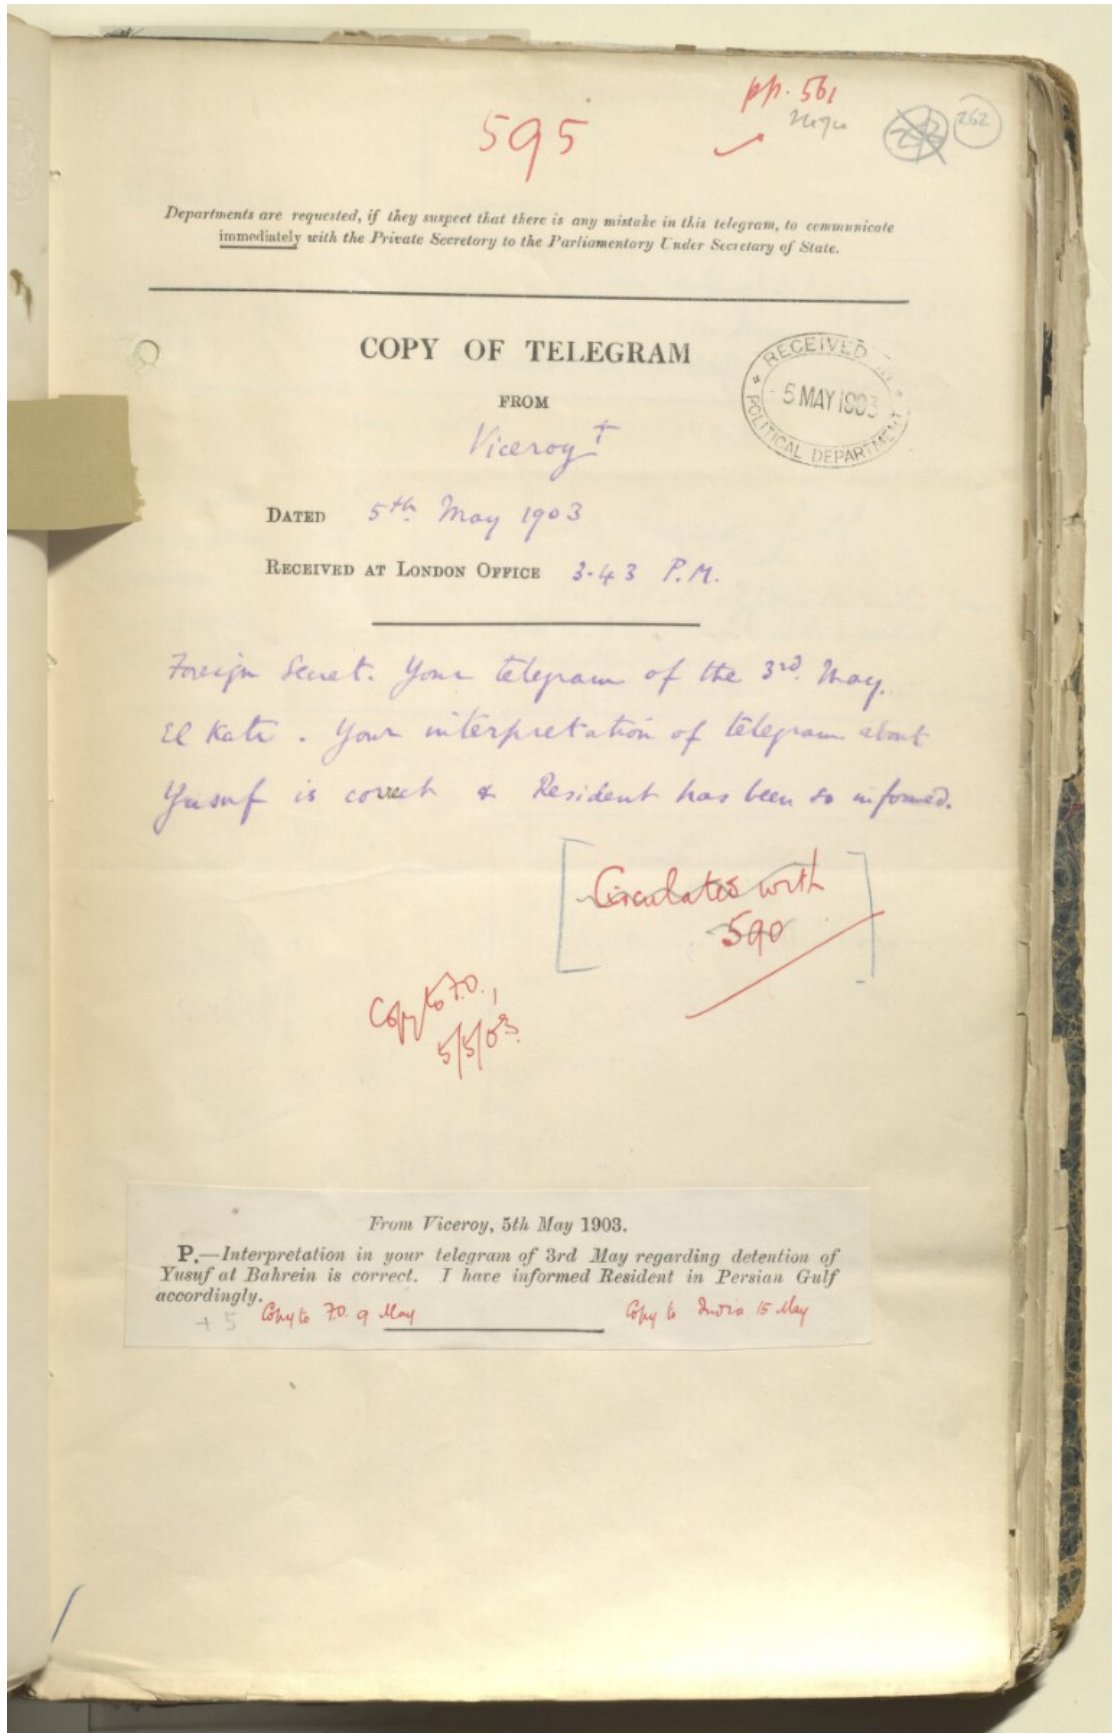 pp. 561
595
262
Departments are requested, if they suspect that there is any mistake in this telegram, to communicate
immediately with the Private Secretary to the Parliamentary Under Secretary of State.
COPY OF TELEGRAM
RECEIVED IN
5 MAY 1903
POLITICAL DEPARTMENT
FROM
Viceroy
DATED 5th May 1903
RECEIVED AT LONDON OFFICE 3.43 P.M.
Foreign Secret. Your telegram of the 3rd May.
El Katr. Your interpretation of telegram about
Yusuf is correct & Resident has been so informed.
Circulated with
590
Copy to F.O.,
5/5/03.
From Viceroy, 5th May 1903.
P.—Interpretation in your telegram of 3rd May regarding detention of
Yusuf at Bahrein is correct. I have informed Resident in Persian Gulf
accordingly.
+5 Copy to F.O. 9 May Copy to India 15 May